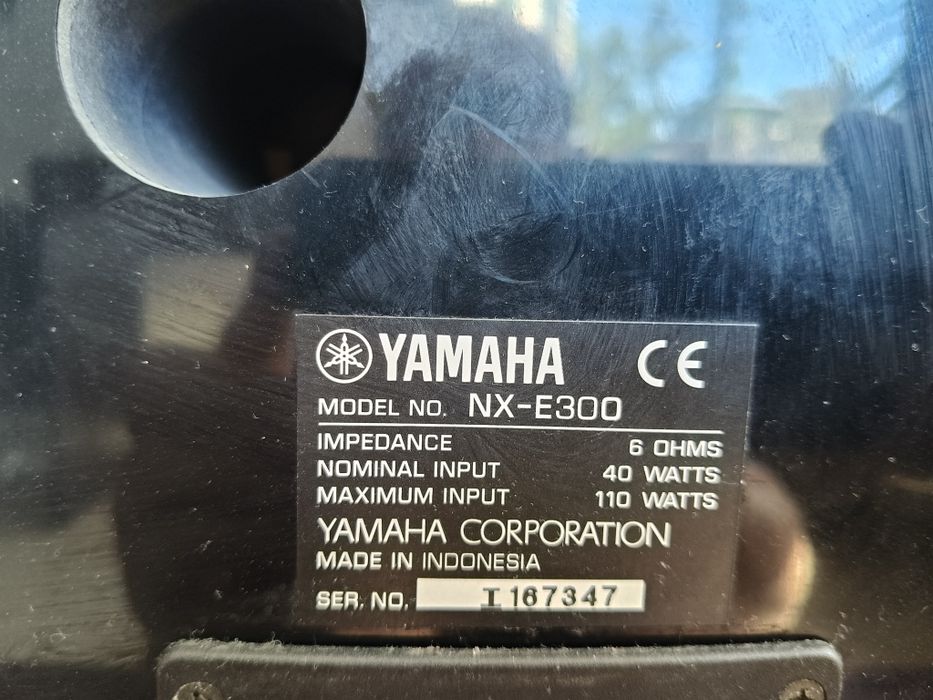 YAMAHA CE
MODEL NO. NX-E300
IMPEDANCE 6 OHMS
NOMINAL INPUT 40 WATTS
MAXIMUM INPUT 110 WATTS
YAMAHA CORPORATION
MADE IN INDONESIA
SER. NO. I167347